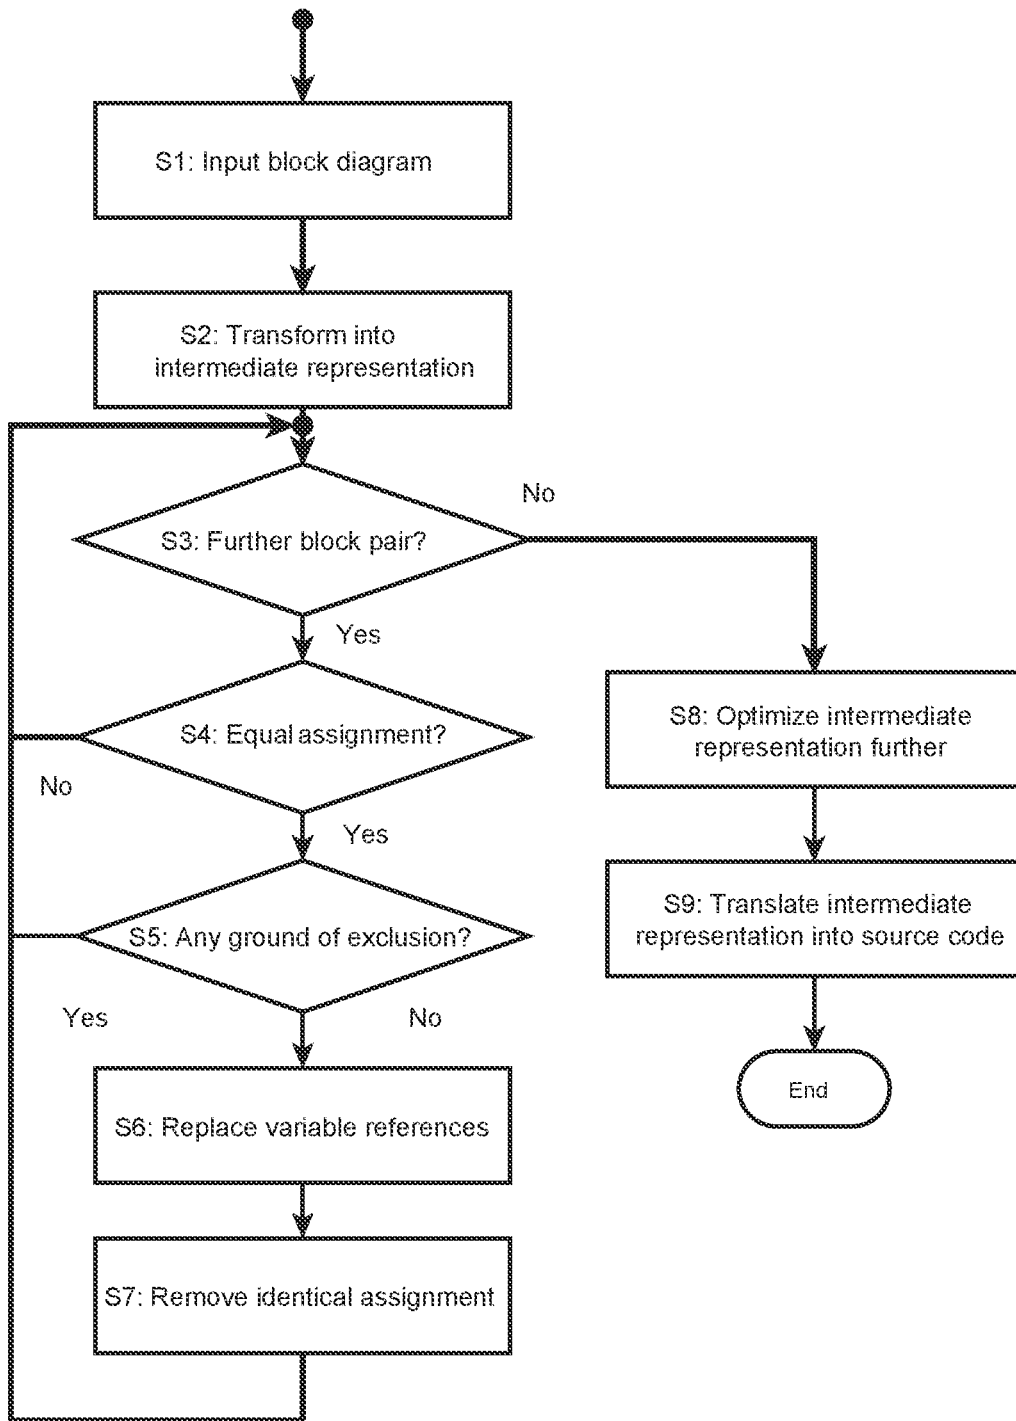 S1: Input block diagram
S2: Transform into
intermediate representation
No
S3: Further block pair?
Yes
S4: Equal assignment?
No
Yes
S5: Any ground of exclusion?
Yes
No
S6: Replace variable references
S7: Remove identical assignment
S8: Optimize intermediate
representation further
S9: Translate intermediate
representation into source code
End